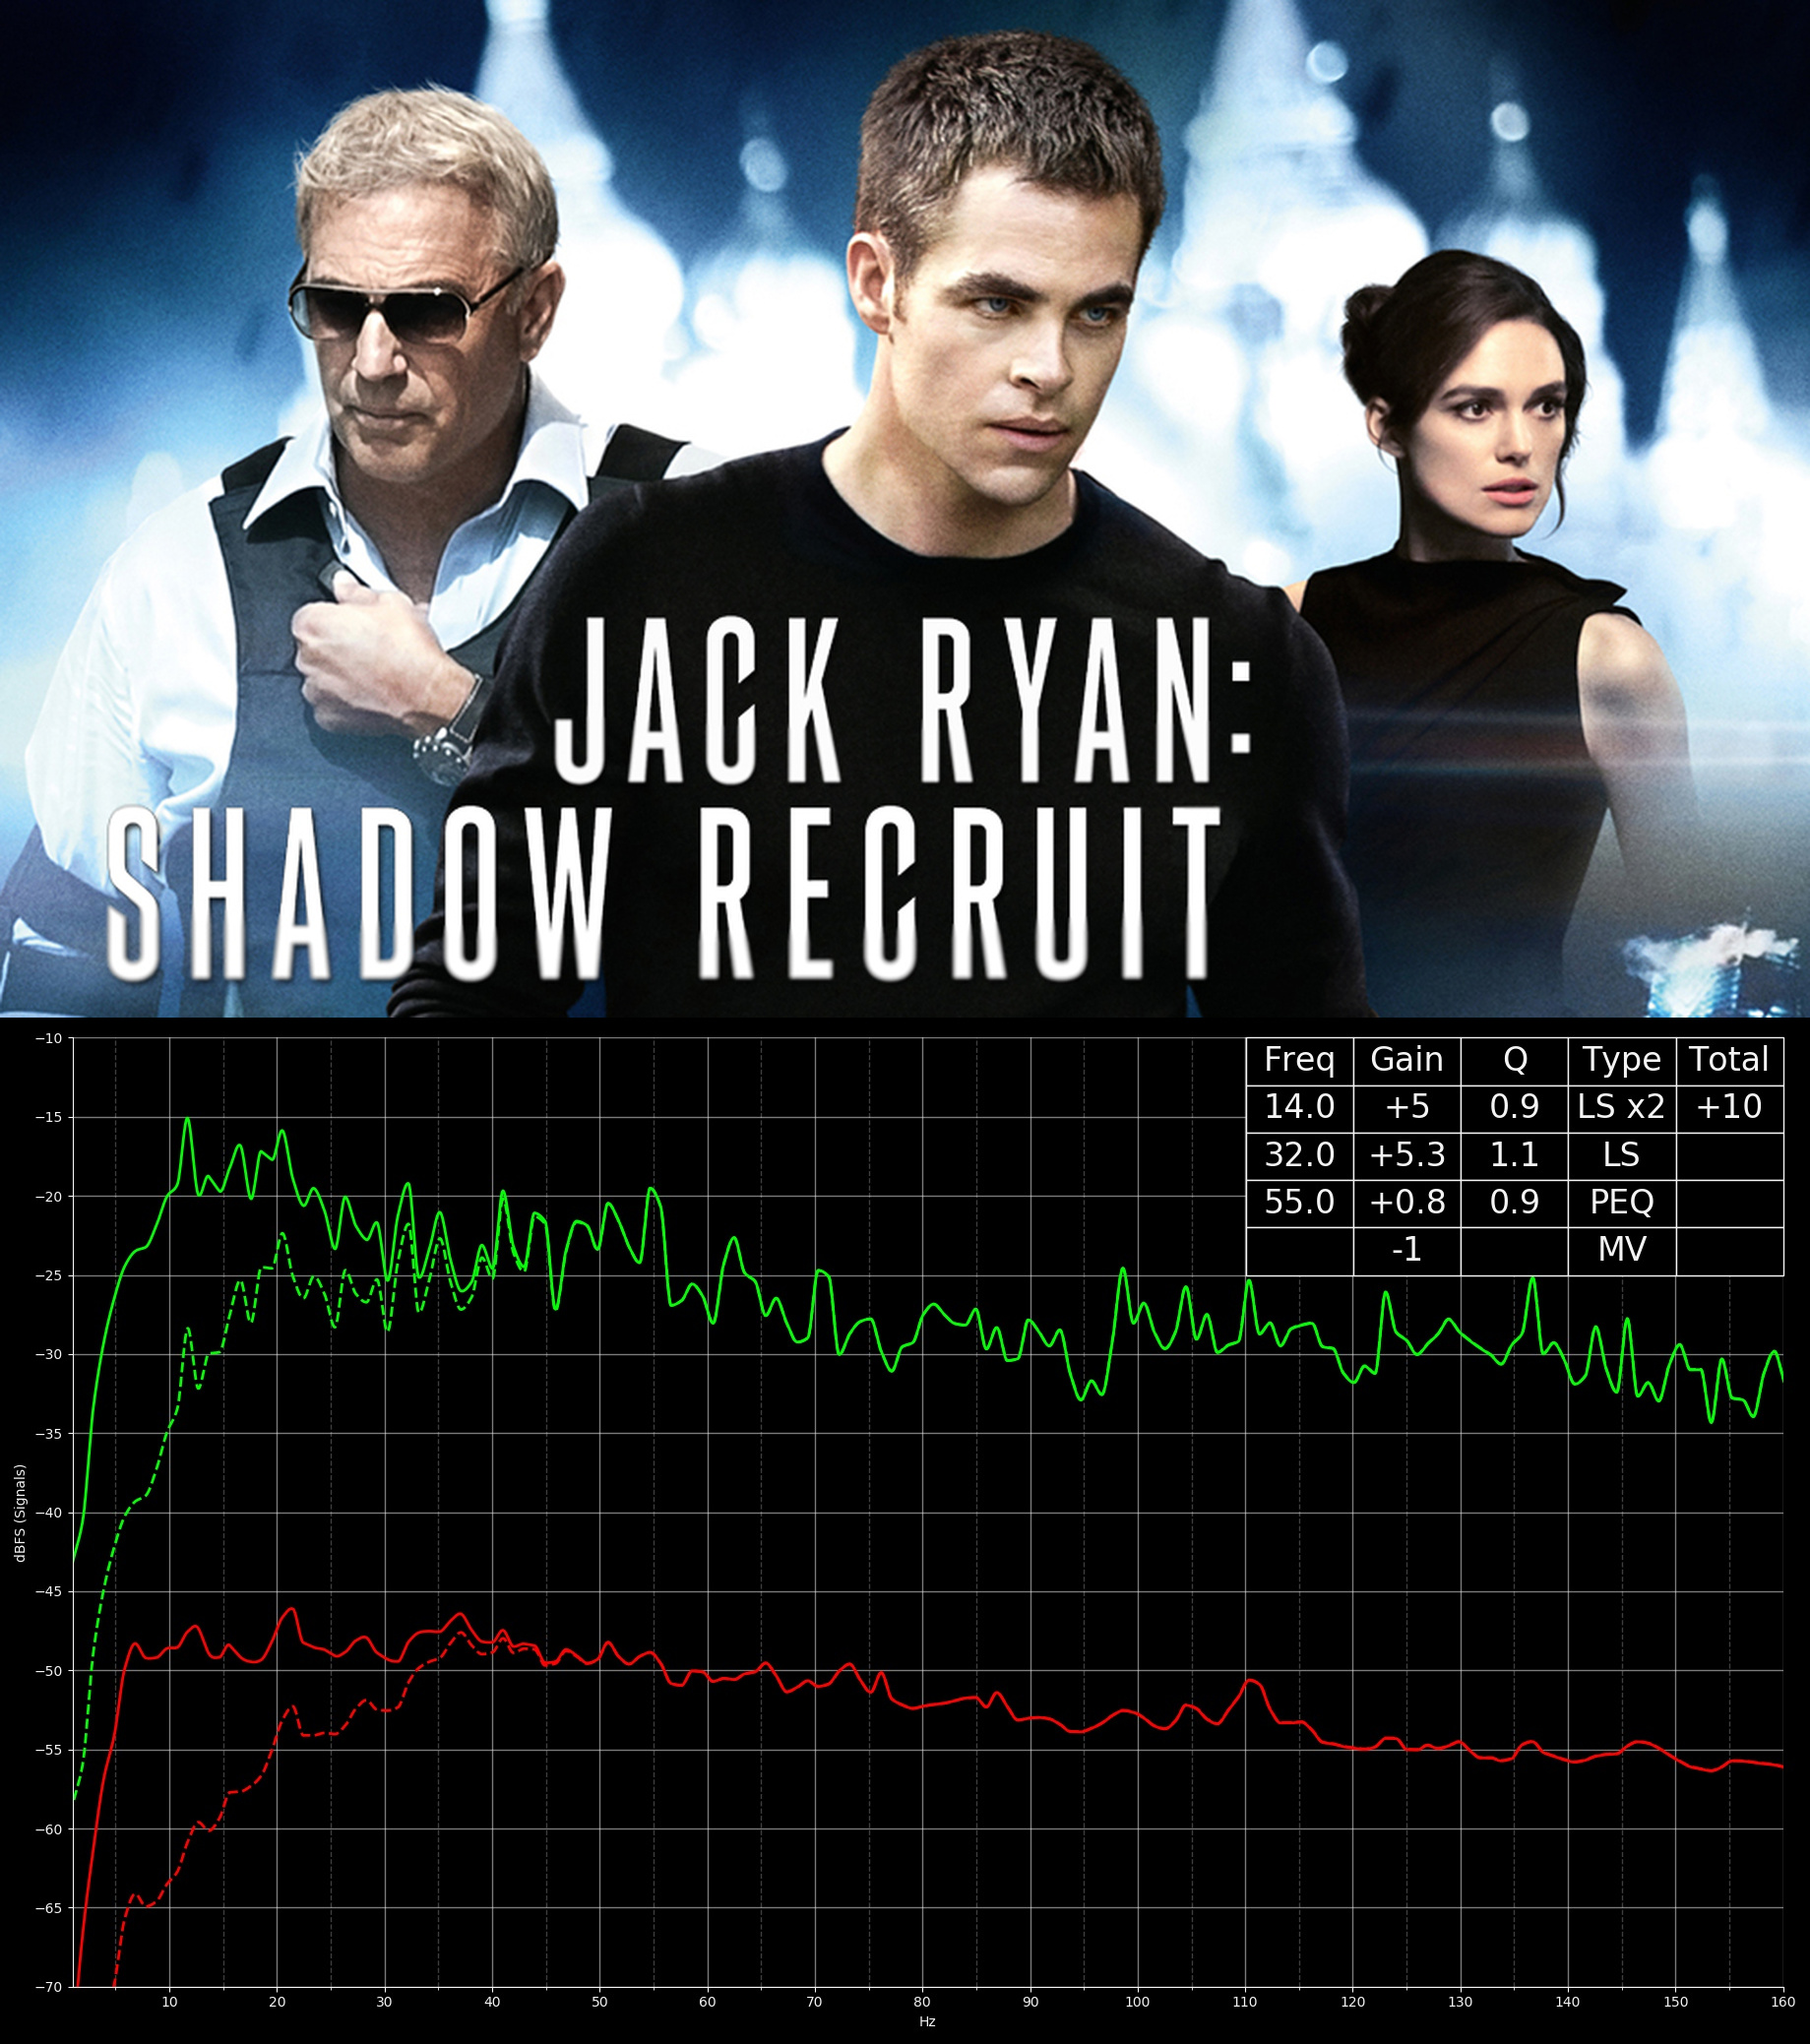 JACK RYAN:
SHADOW RECRUIT
Freq Gain Q Type Total
14.0 +5 0.9 LS x2 +10
32.0 +5.3 1.1 LS
55.0 +0.8 0.9 PEQ
-1 MV
−10
−15
−20
−25
−30
−35
−40
−45
−50
−55
−60
−65
−70
dBFS (Signals)
10 20 30 40 50 60 70 80 90 100 110 120 130 140 150 160
Hz